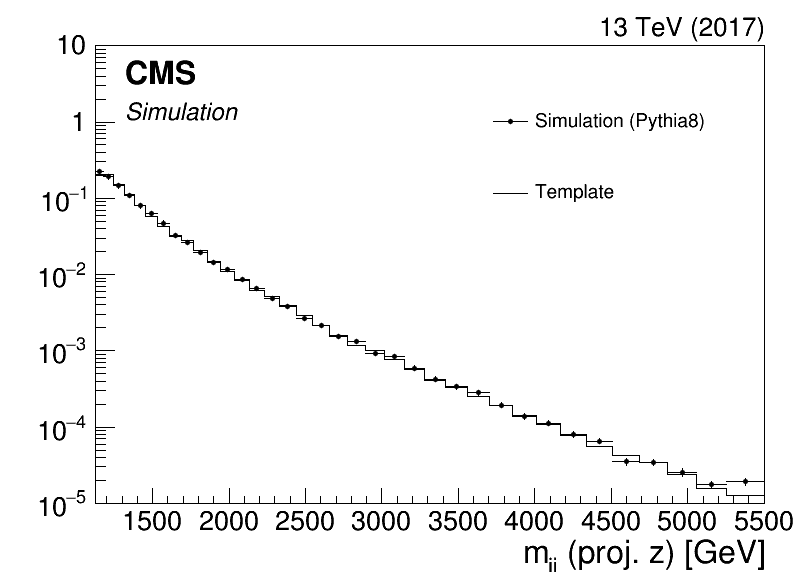 13 TeV (2017)
CMS
Simulation
Simulation (Pythia8)
Template
10
1
10⁻¹
10⁻²
10⁻³
10⁻⁴
10⁻⁵
1500 2000 2500 3000 3500 4000 4500 5000 5500
m_jj (proj. z) [GeV]